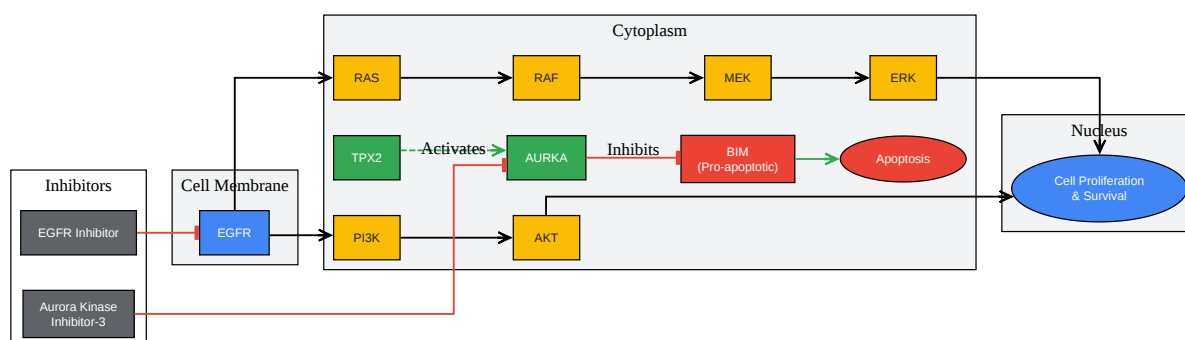 Cytoplasm
RAS
RAF
MEK
ERK
Nucleus
TPX2
Activates
AURKA
Inhibits
BIM
(Pro-apoptotic)
Apoptosis
Cell Proliferation
& Survival
Inhibitors
Cell Membrane
EGFR Inhibitor
EGFR
PI3K
AKT
Aurora Kinase
Inhibitor-3